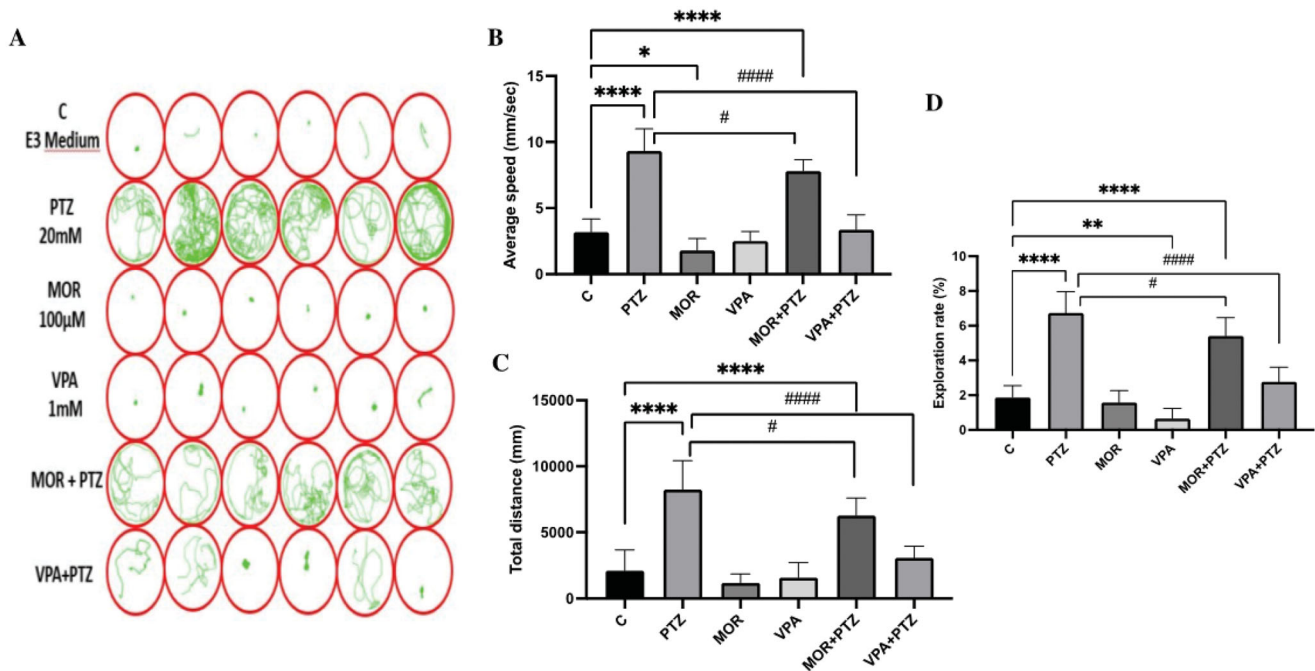 A
C
E3 Medium
PTZ
20mM
MOR
100µM
VPA
1mM
MOR + PTZ
VPA+PTZ
B
****
*
####
****
#
15
10
5
0
Average speed (mm/sec)
C PTZ MOR VPA MOR+PTZ VPA+PTZ
C
****
####
****
#
15000
10000
5000
0
Total distance (mm)
C PTZ MOR VPA MOR+PTZ VPA+PTZ
D
****
**
####
****
#
10
8
6
4
2
0
Exploration rate (%)
C PTZ MOR VPA MOR+PTZ VPA+PTZ